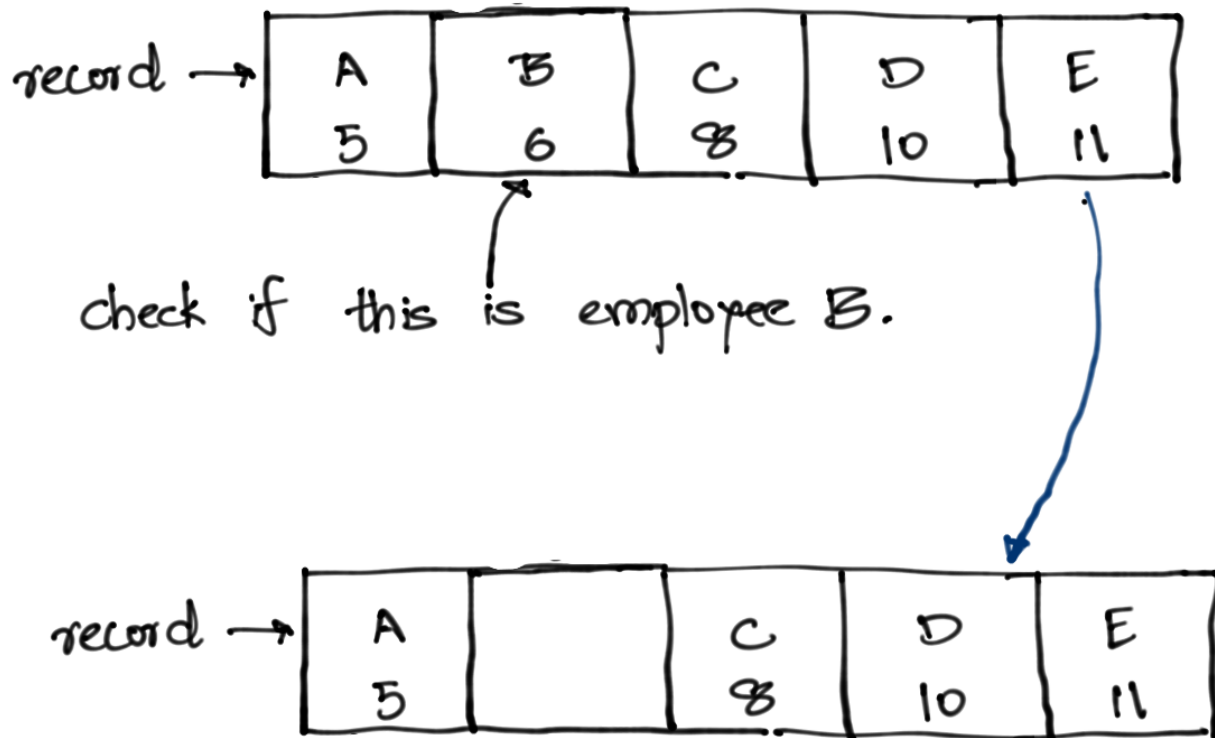 record → A B C D E
5 6 8 10 11
check if this is employee B.
record → A C D E
5 8 10 11